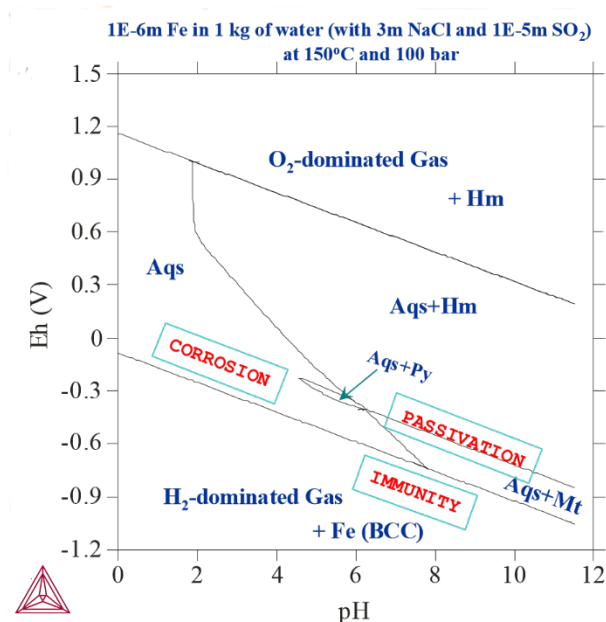 1E-6m Fe in 1 kg of water (with 3m NaCl and 1E-5m SO₂)
at 150°C and 100 bar
1.5
1.2
0.9
0.6
0.3
0
-0.3
-0.6
-0.9
-1.2
Eh (V)
O₂-dominated Gas
+ Hm
Aqs
Aqs+Hm
CORROSION
Aqs+Py
PASSIVATION
IMMUNITY
Aqs+Mt
H₂-dominated Gas
+ Fe (BCC)
0 2 4 6 8 10 12
pH